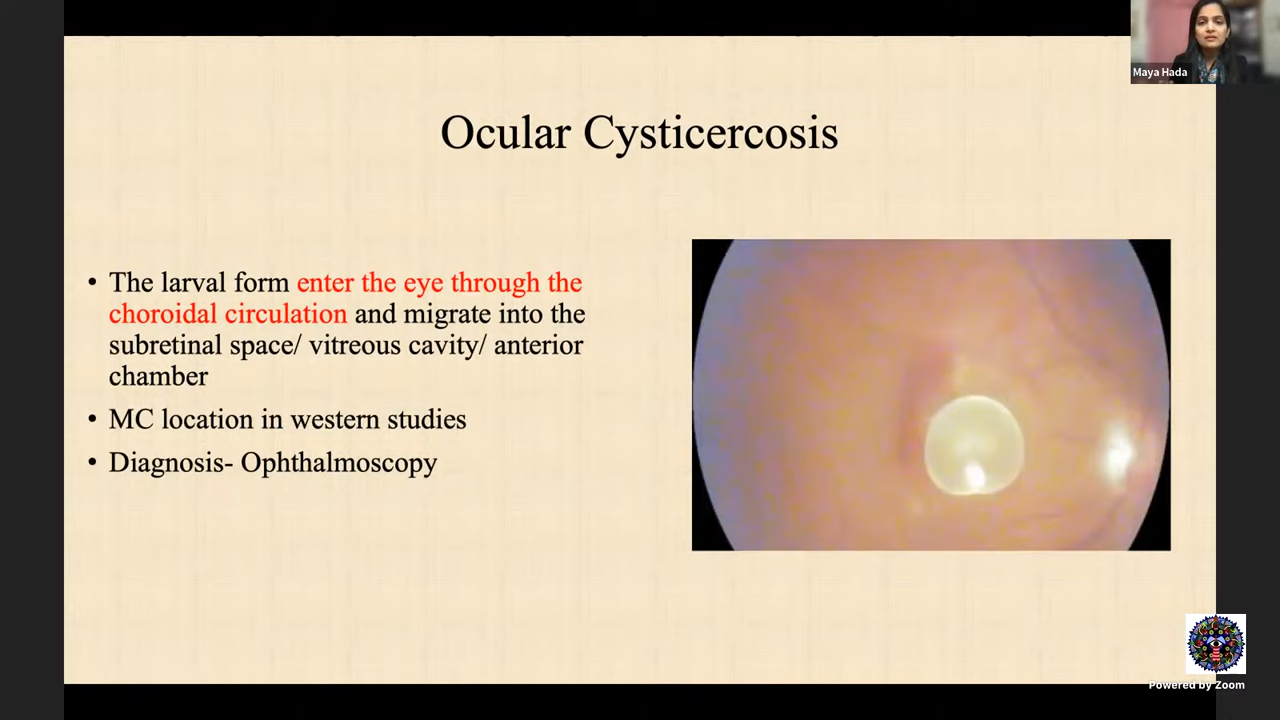 Maya Hada
Ocular Cysticercosis
• The larval form enter the eye through the
choroidal circulation and migrate into the
subretinal space/ vitreous cavity/ anterior
chamber
• MC location in western studies
• Diagnosis- Ophthalmoscopy
Powered by Zoom